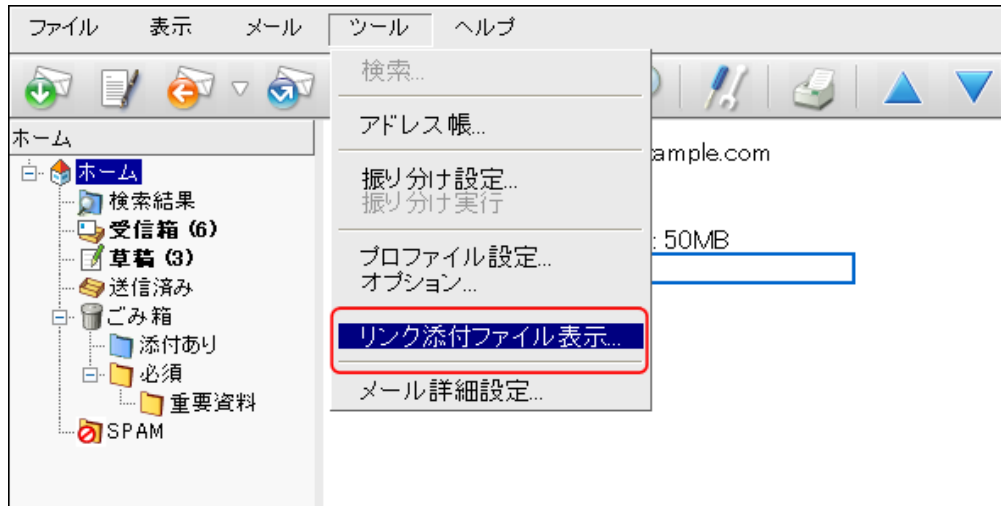 ファイル 表示 メール ツール ヘルプ
検索...
アドレス帳...
振り分け設定...
振り分け実行
プロファイル設定...
オプション...
リンク添付ファイル表示...
メール詳細設定...
ホーム
ホーム
検索結果
受信箱 (6)
草稿 (3)
送信済み
ごみ箱
添付あり
必須
重要資料
SPAM
ample.com
: 50MB